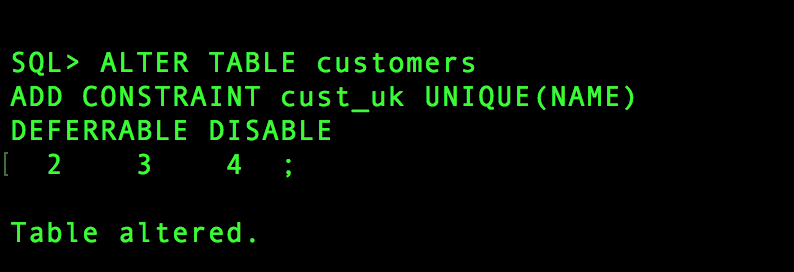 SQL> ALTER TABLE customers
ADD CONSTRAINT cust_uk UNIQUE(NAME)
DEFERRABLE DISABLE
[ 2 3 4 ;
Table altered.